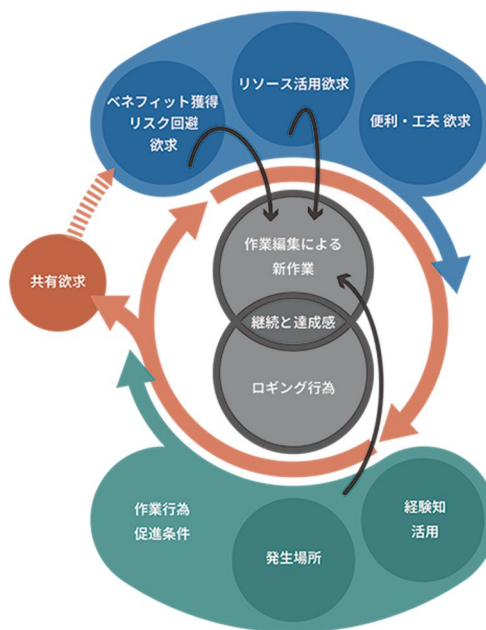 リソース活用欲求
ベネフィット獲得
リスク回避
欲求
便利・工夫 欲求
作業編集による
新作業
共有欲求
継続と達成感
ロギング行為
作業行為
促進条件
経験知
活用
発生場所